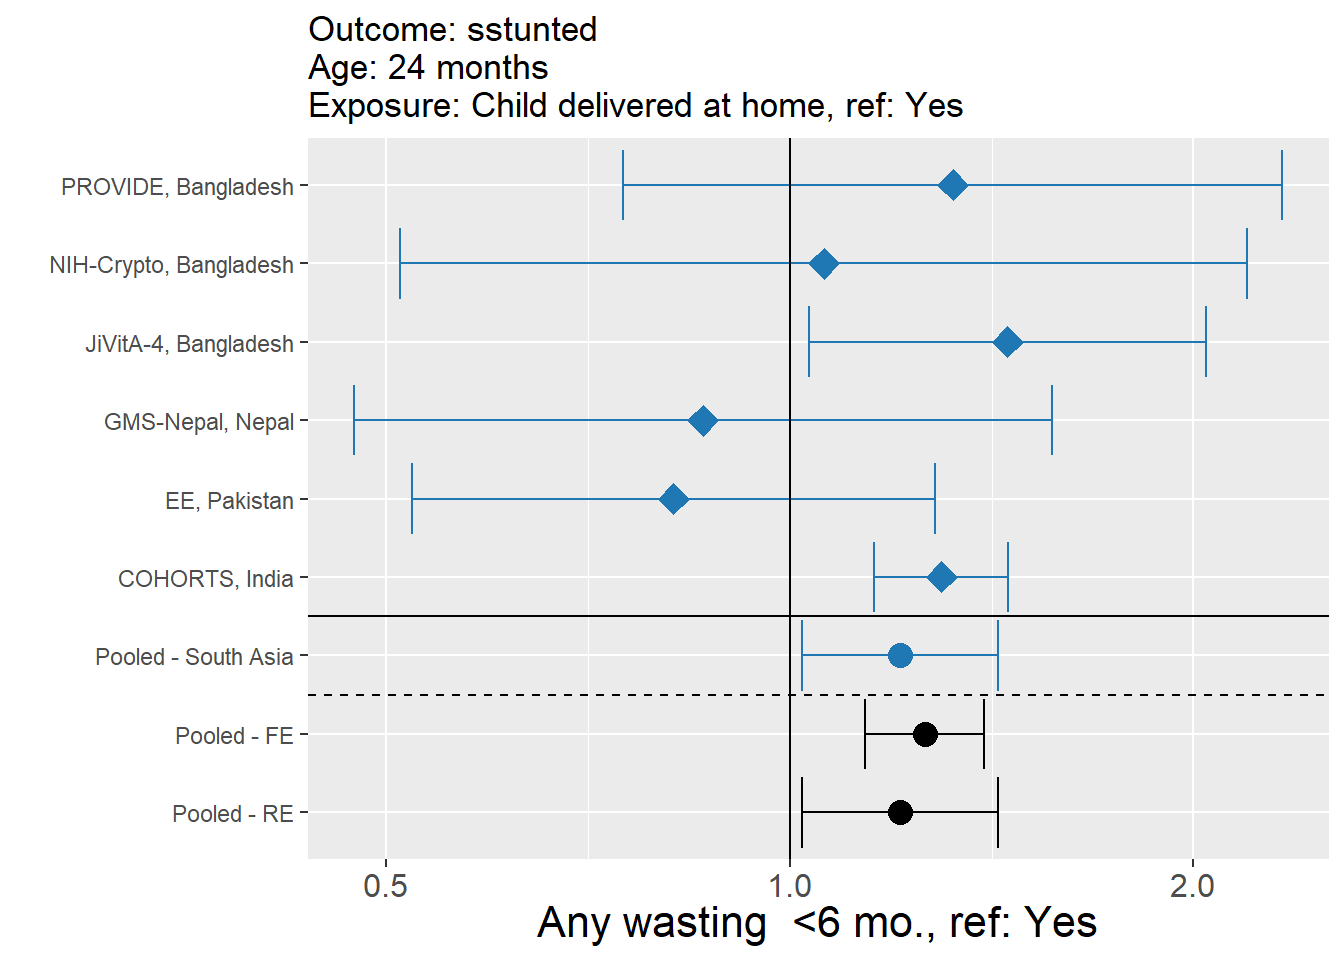 Outcome: sstunted
Age: 24 months
Exposure: Child delivered at home, ref: Yes
PROVIDE, Bangladesh
NIH-Crypto, Bangladesh
JiVitA-4, Bangladesh
GMS-Nepal, Nepal
EE, Pakistan
COHORTS, India
Pooled - South Asia
Pooled - FE
Pooled - RE
0.5 1.0 2.0
Any wasting  <6 mo., ref: Yes